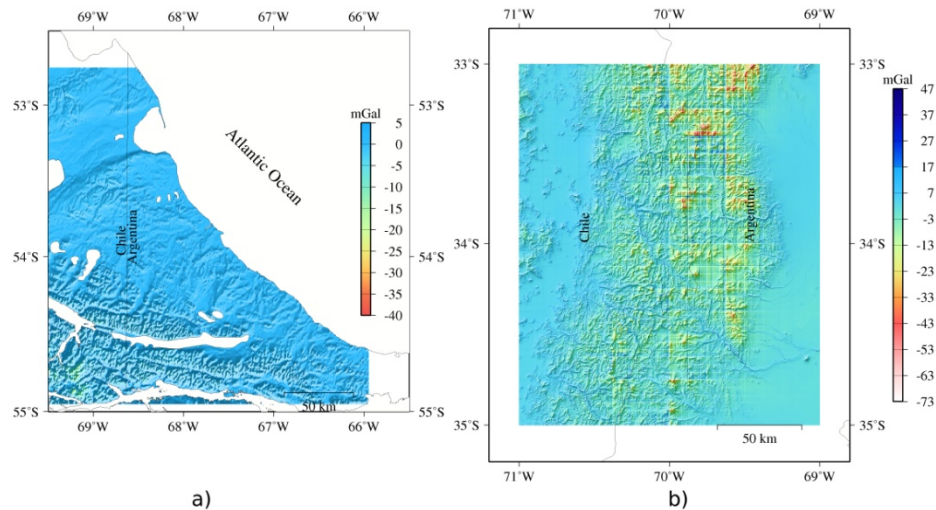 69°W 68°W 67°W 66°W
53°S
54°S
55°S
mGal
5
0
-5
-10
-15
-20
-25
-30
-35
-40
Atlantic Ocean
Chile
Argentina
50 km
69°W 68°W 67°W 66°W
a)
71°W 70°W 69°W
33°S 33°S
34°S 34°S
35°S 35°S
mGal
47
37
27
17
7
-3
-13
-23
-33
-43
-53
-63
-73
Chile
Argentina
50 km
71°W 70°W 69°W
b)